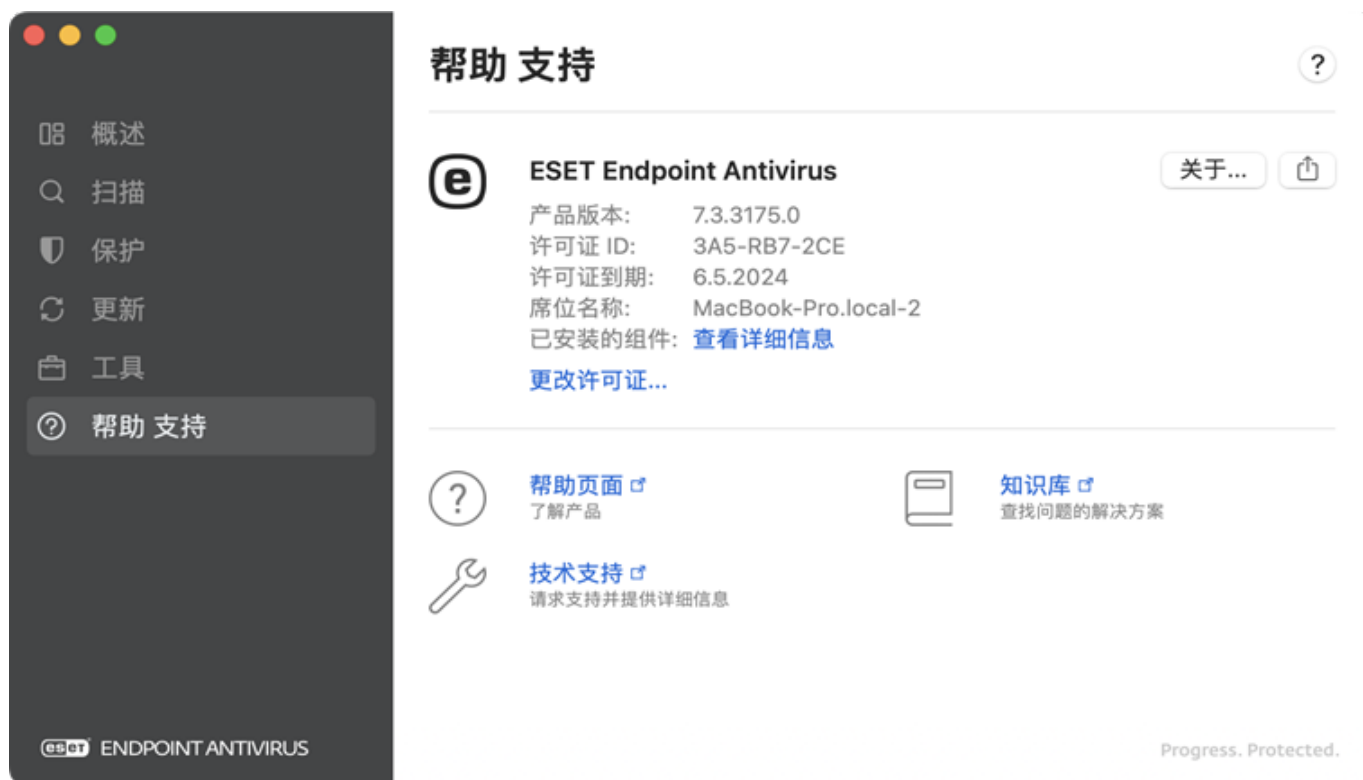 概述
扫描
保护
更新
工具
帮助 支持
eseT ENDPOINT ANTIVIRUS
帮助 支持
?
e
ESET Endpoint Antivirus
关于...
产品版本: 7.3.3175.0
许可证 ID: 3A5-RB7-2CE
许可证到期: 6.5.2024
席位名称: MacBook-Pro.local-2
已安装的组件: 查看详细信息
更改许可证...
帮助页面
了解产品
知识库
查找问题的解决方案
技术支持
请求支持并提供详细信息
Progress. Protected.